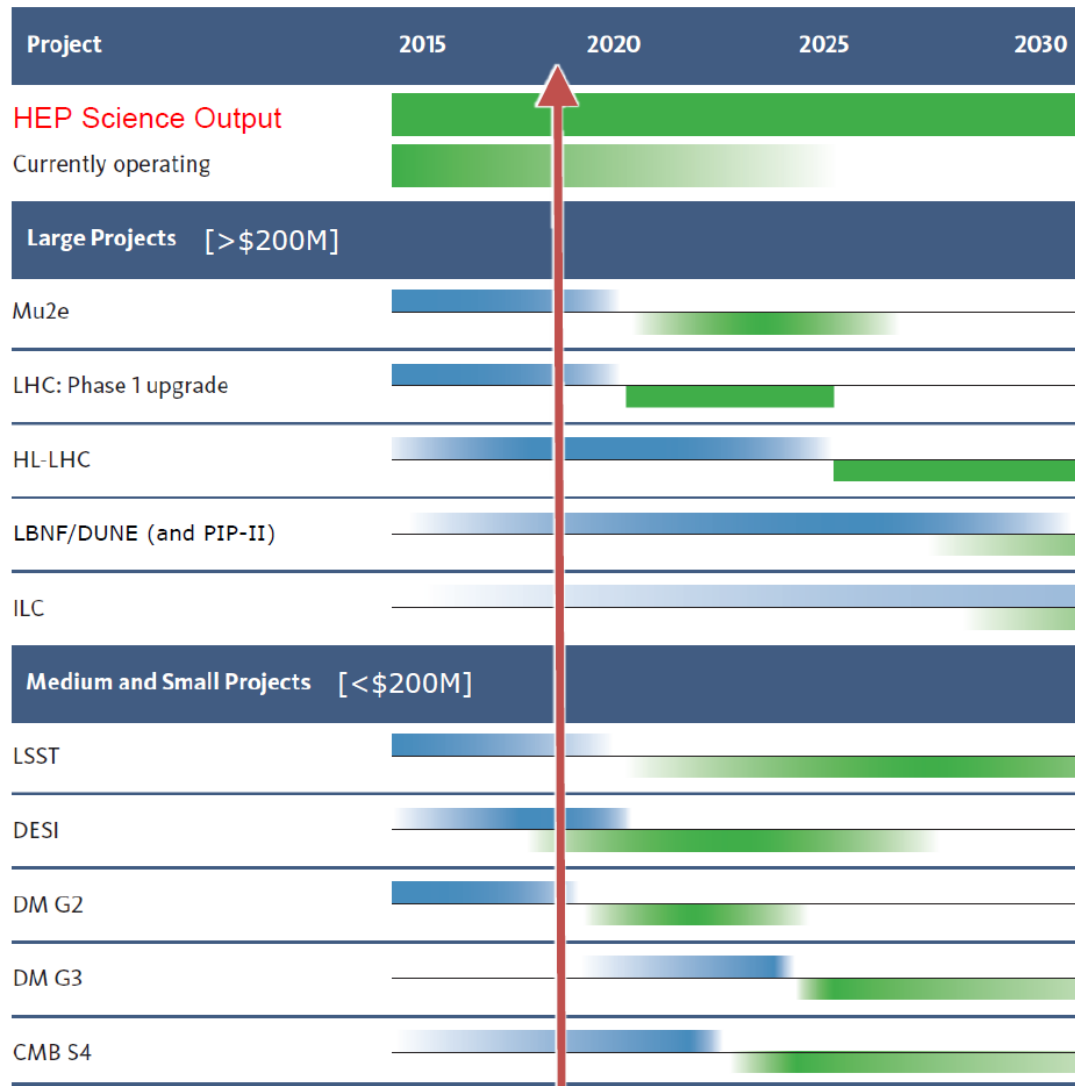 Project 2015 2020 2025 2030
HEP Science Output
Currently operating
Large Projects [>$200M]
Mu2e
LHC: Phase 1 upgrade
HL-LHC
LBNF/DUNE (and PIP-II)
ILC
Medium and Small Projects [<$200M]
LSST
DESI
DM G2
DM G3
CMB S4